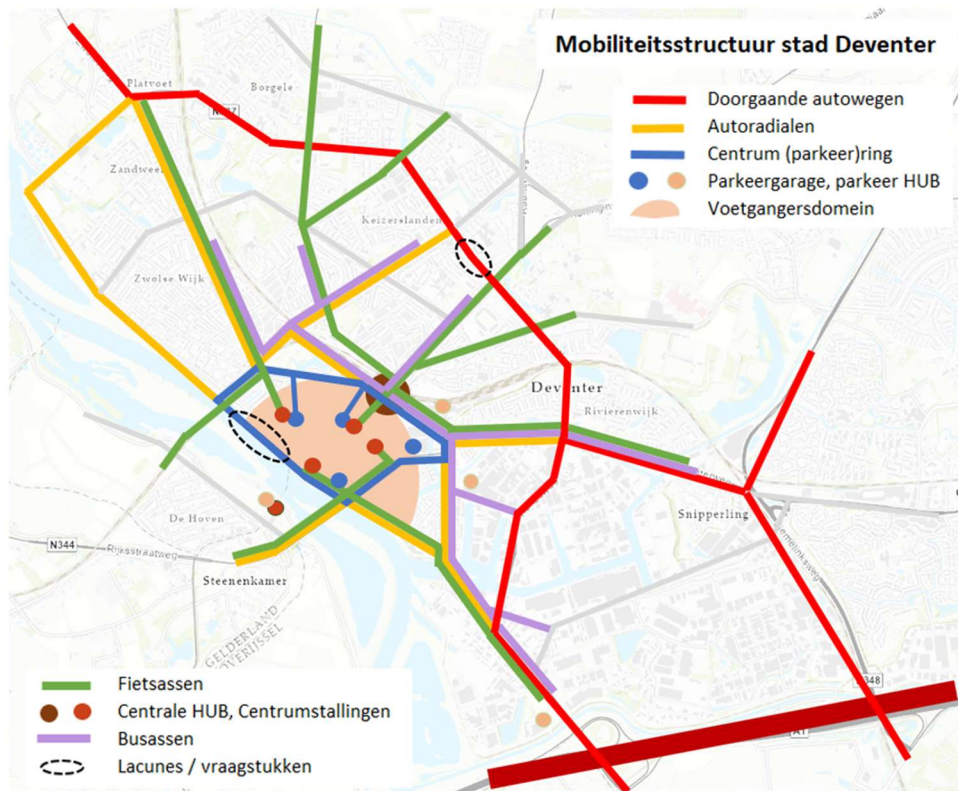 Mobiliteitsstructuur stad Deventer
Doorgaande autowegen
Autoradialen
Centrum (parkeer)ring
Parkeergarage, parkeer HUB
Voetgangersdomein
Platvoet
Borgele
Zandweerd
Keizerslanden
Zwolse Wijk
Deventer
Rivierenwijk
Snipperling
De Hoven
N344
Rijksstraatweg
Steenenkamer
GELDERLAND
OVERIJSSEL
A1
Fietsassen
Centrale HUB, Centrumstallingen
Busassen
Lacunes / vraagstukken